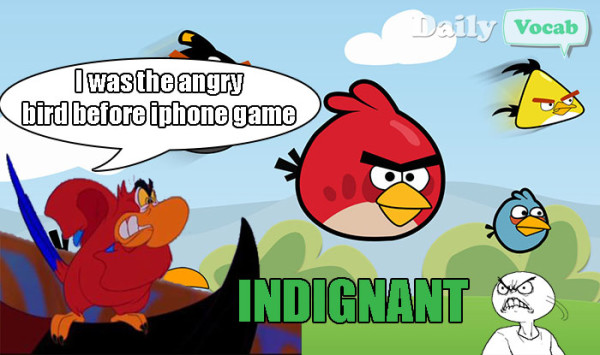 Daily Vocab
I was the angry
bird before iphone game
INDIGNANT